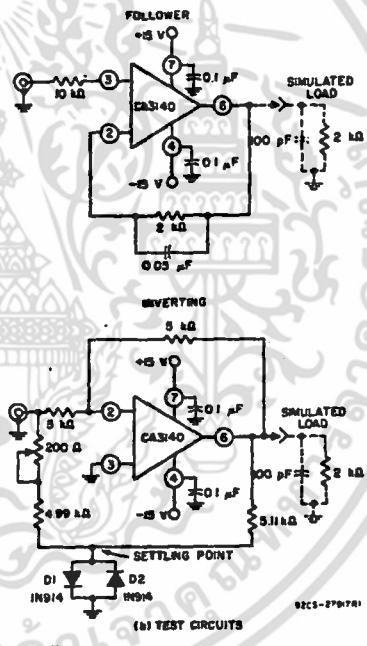 FOLLOWER
+15 V
7
0.1 µF
SIMULATED
LOAD
3
10 kΩ
CA3140
6
2
100 pF
2 kΩ
4
0.1 µF
-15 V
2 kΩ
0.05 µF
INVERTING
5 kΩ
+15 V
7
0.1 µF
SIMULATED
LOAD
5 kΩ
2
CA3140
6
200 Ω
3
100 pF
2 kΩ
4
0.1 µF
4.99 kΩ
-15 V
5.11 kΩ
SETTLING POINT
D1
1N914
D2
1N914
92CS-27917R1
(b) TEST CIRCUITS